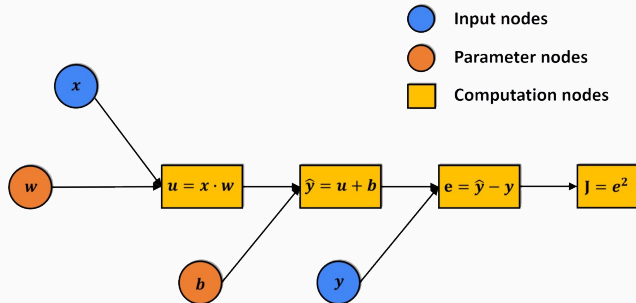 Input nodes
Parameter nodes
Computation nodes
x
w
u = x · w
ŷ = u + b
e = ŷ − y
J = e²
b
y